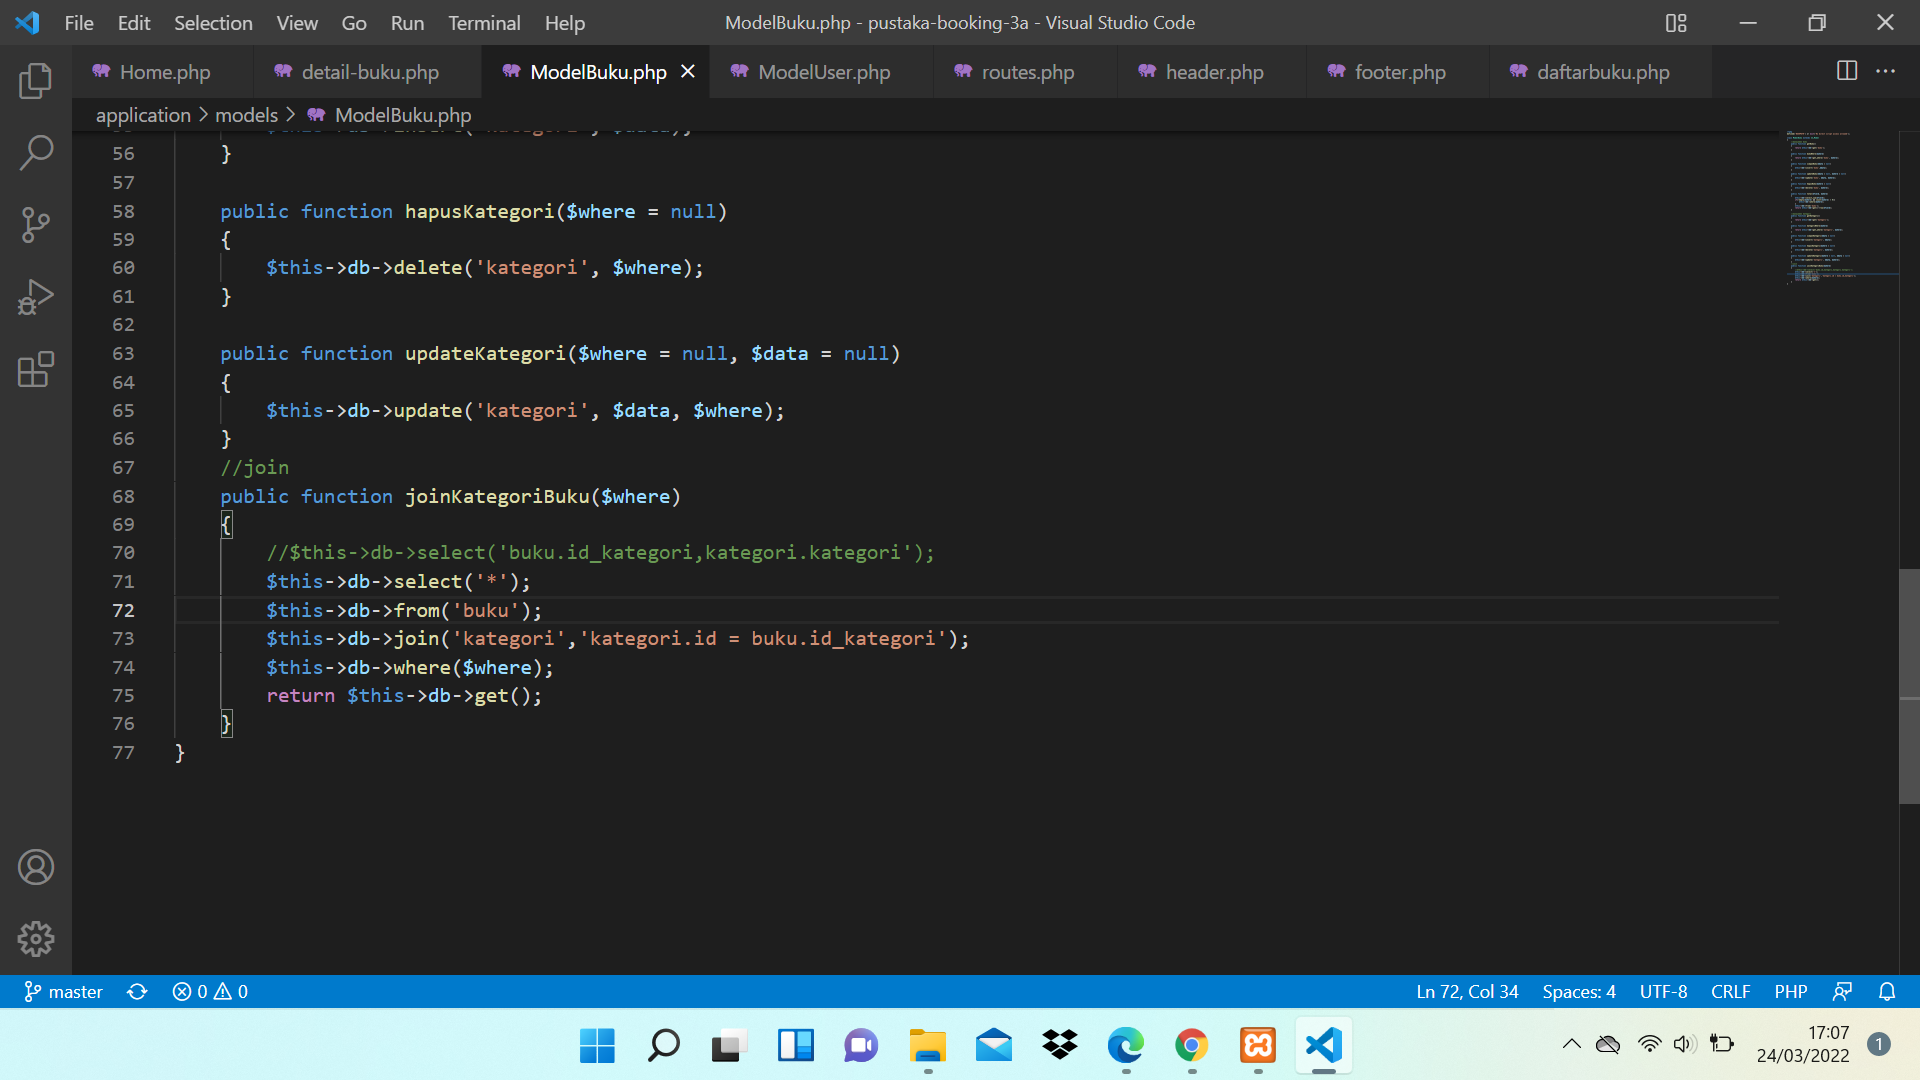 File Edit Selection View Go Run Terminal Help
ModelBuku.php - pustaka-booking-3a - Visual Studio Code
Home.php detail-buku.php ModelBuku.php ModelUser.php routes.php header.php footer.php daftarbuku.php
application > models > ModelBuku.php
56 }
57
58 public function hapusKategori($where = null)
59 {
60 $this->db->delete('kategori', $where);
61 }
62
63 public function updateKategori($where = null, $data = null)
64 {
65 $this->db->update('kategori', $data, $where);
66 }
67 //join
68 public function joinKategoriBuku($where)
69 {
70 //$this->db->select('buku.id_kategori,kategori.kategori');
71 $this->db->select('*');
72 $this->db->from('buku');
73 $this->db->join('kategori','kategori.id = buku.id_kategori');
74 $this->db->where($where);
75 return $this->db->get();
76 }
77 }
master 0 0 Ln 72, Col 34 Spaces: 4 UTF-8 CRLF PHP
17:07
24/03/2022
1